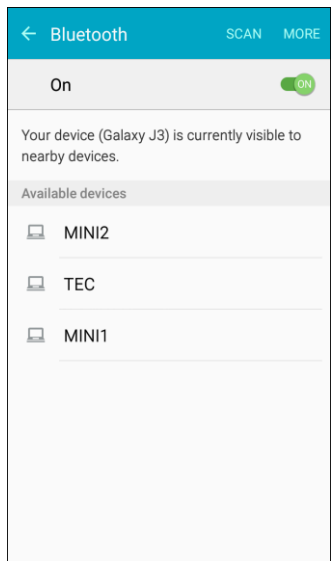 Bluetooth SCAN MORE
On ON
Your device (Galaxy J3) is currently visible to
nearby devices.
Available devices
MINI2
TEC
MINI1